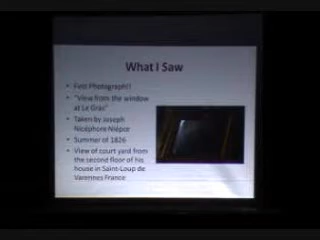 What I Saw
• First Photograph!!
• "View from the window
at Le Gras"
• Taken by Joseph
Nicéphore Niépce
• Summer of 1826
• View of court yard from
the second floor of his
house in Saint-Loup de
Varennes France